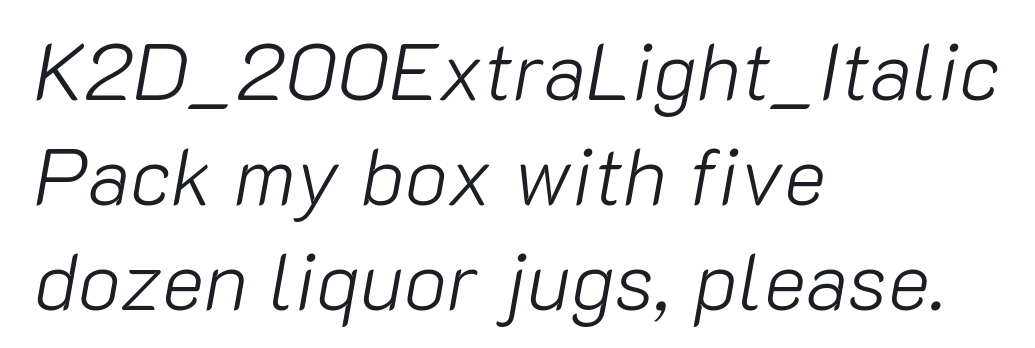 K2D_200ExtraLight_Italic
Pack my box with five
dozen liquor jugs, please.